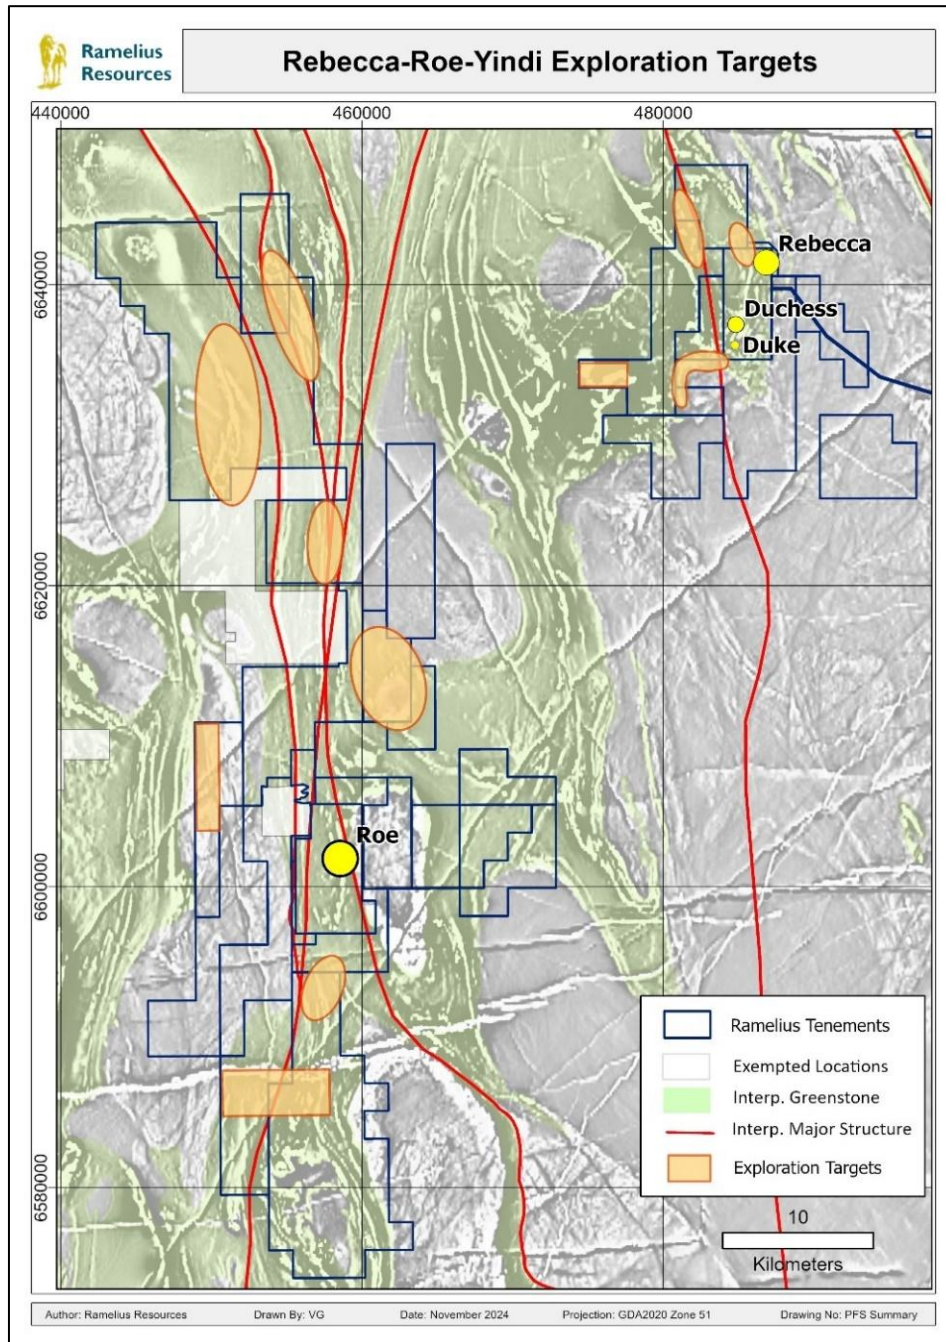 Ramelius
Resources
Rebecca-Roe-Yindi Exploration Targets
440000
460000
480000
6640000
6620000
6600000
6580000
Rebecca
Duchess
Duke
Roe
Ramelius Tenements
Exempted Locations
Interp. Greenstone
Interp. Major Structure
Exploration Targets
10
Kilometers
Author: Ramelius Resources Drawn By: VG Date: November 2024 Projection: GDA2020 Zone 51 Drawing No: PFS Summary